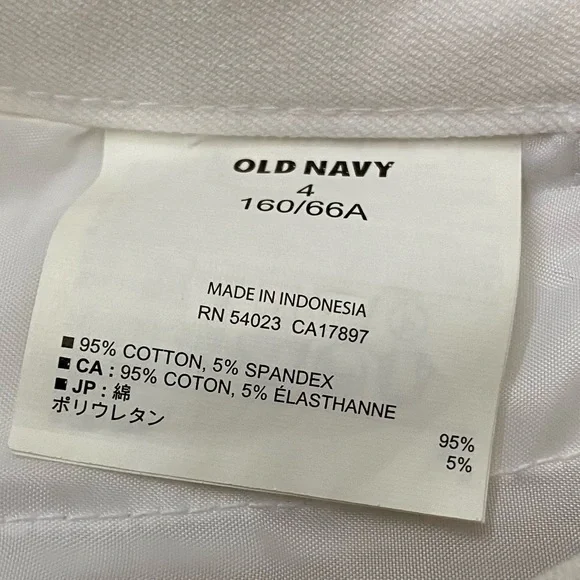 OLD NAVY
4
160/66A
MADE IN INDONESIA
RN 54023 CA17897
■ 95% COTTON, 5% SPANDEX
■ CA : 95% COTON, 5% ÉLASTHANNE
■ JP : 綿 95%
ポリウレタン 5%